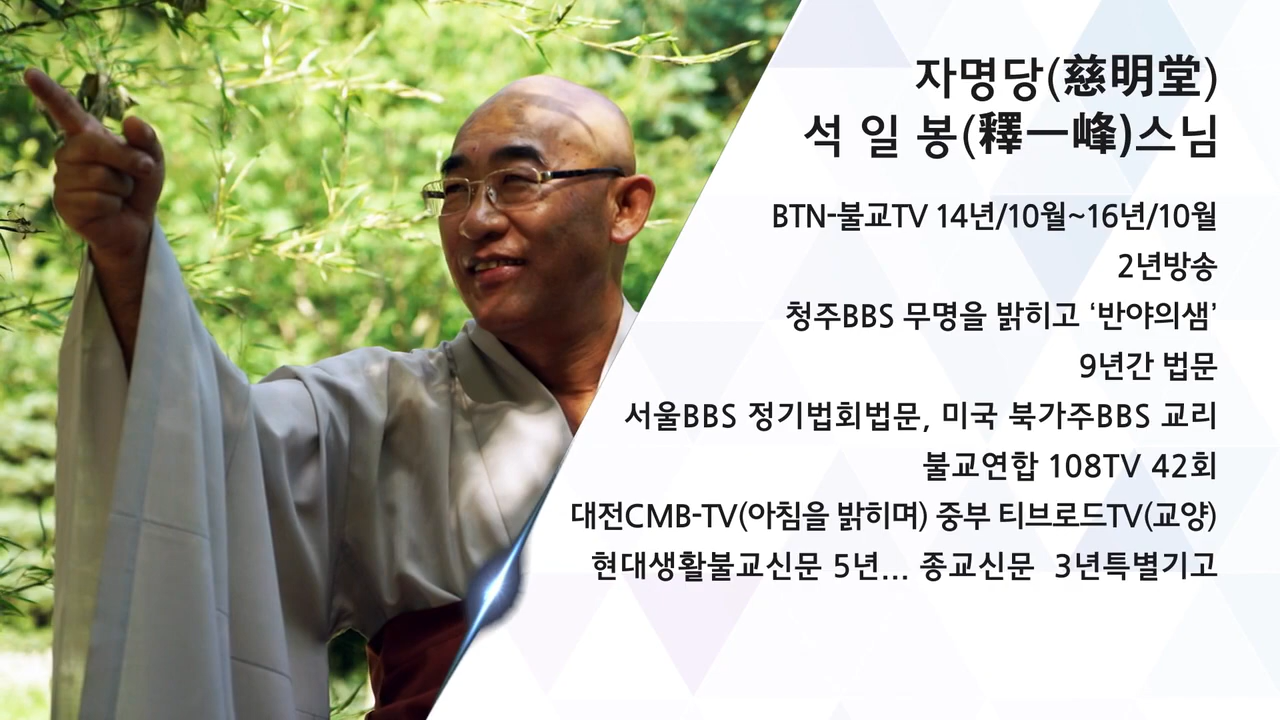 자명당(慈明堂)
석 일 봉(釋一峰)스님
BTN-불교TV 14년/10월~16년/10월
2년방송
청주BBS 무명을 밝히고 ‘반야의샘’
9년간 법문
서울BBS 정기법회법문, 미국 북가주BBS 교리
불교연합 108TV 42회
대전CMB-TV(아침을 밝히며) 중부 티브로드TV(교양)
현대생활불교신문 5년... 종교신문 3년특별기고